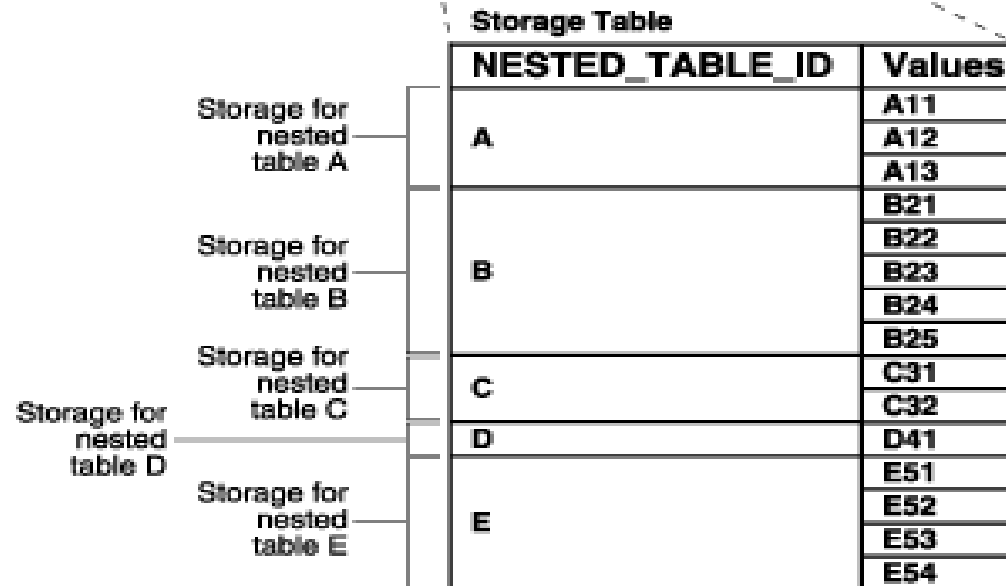 Storage Table
NESTED_TABLE_ID Values
Storage for
nested
table A
A
A11
A12
A13
Storage for
nested
table B
B
B21
B22
B23
B24
B25
Storage for
nested
table C
C
C31
C32
Storage for
nested
table D
D
D41
Storage for
nested
table E
E
E51
E52
E53
E54